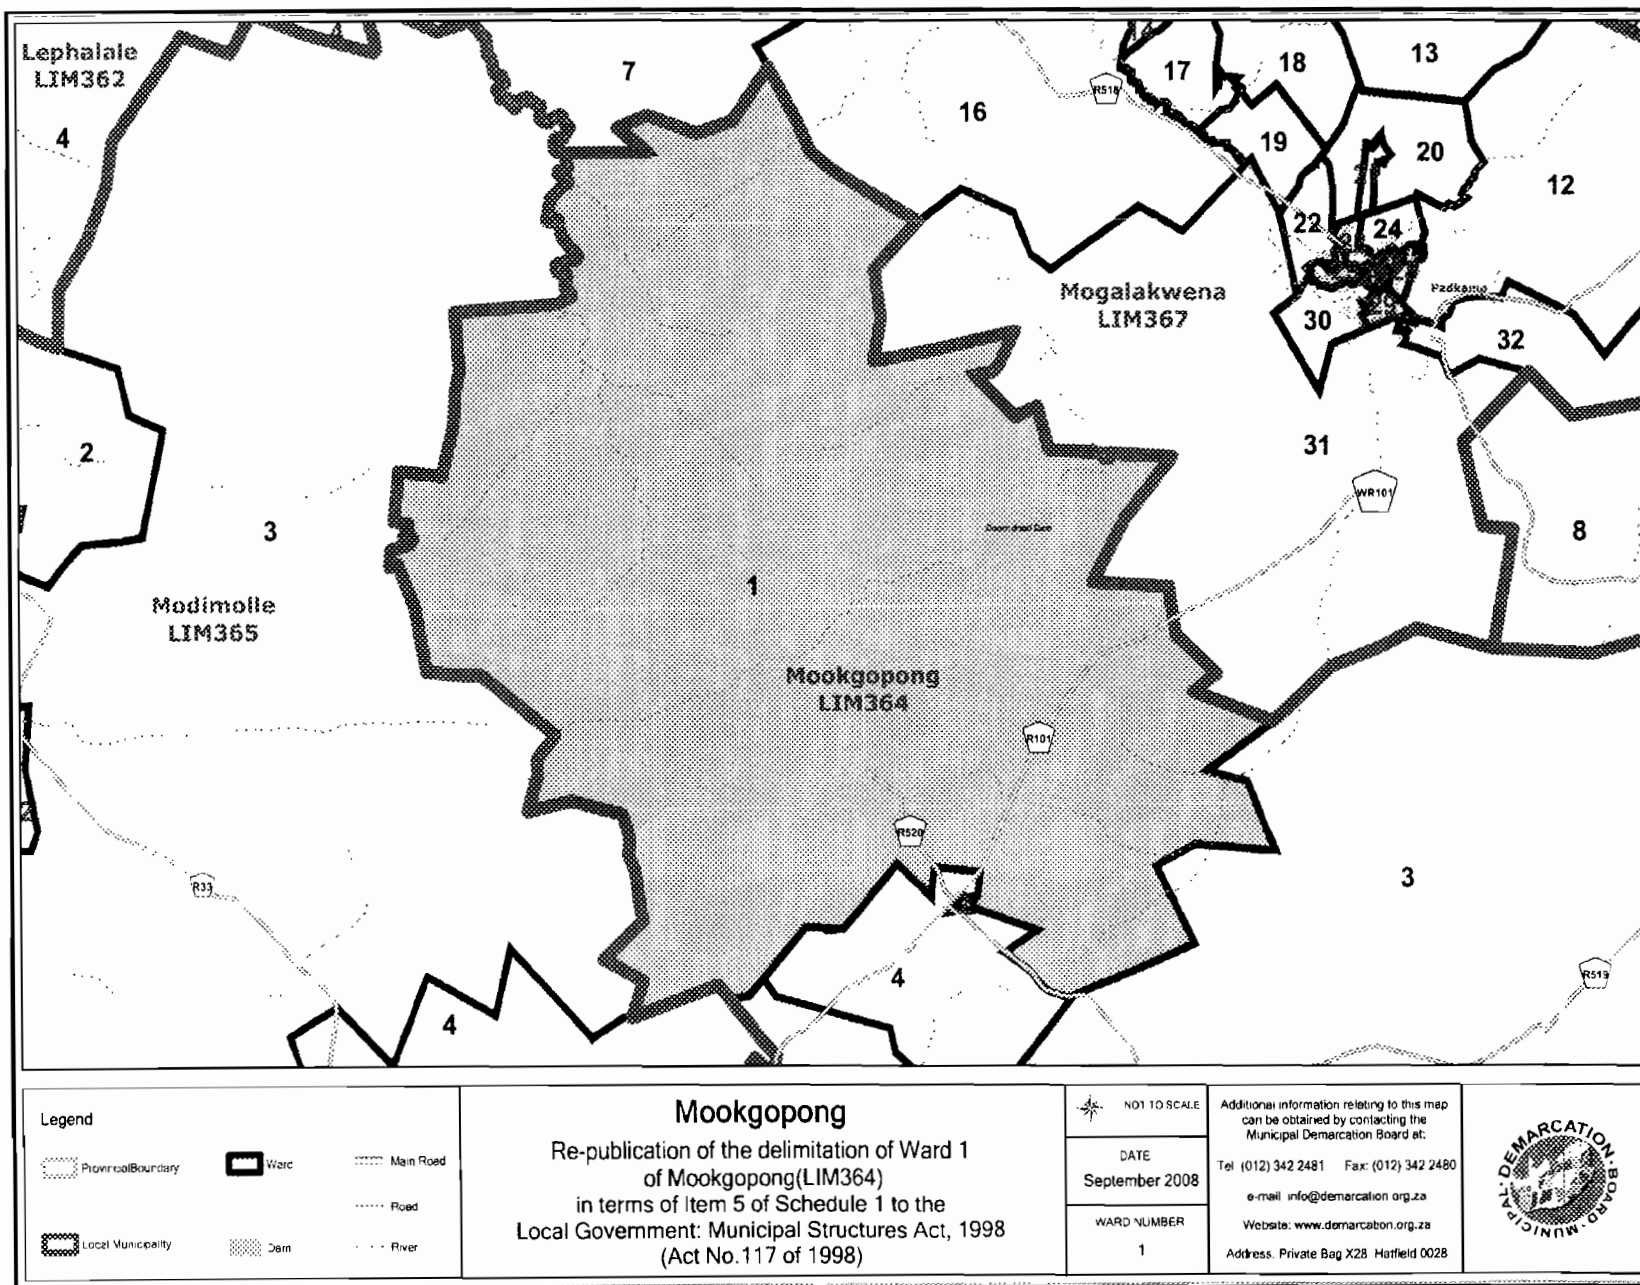 Lephalale
LIM362
4
7
16
R518
17
18
13
19
20
12
22
24
Mogalakwena
LIM367
30
32
2
31
WR101
8
3
1
Modimolle
LIM365
Mookgopong
LIM364
R101
R520
R33
3
4
4
R519
Legend
ProvincialBoundary
Ward
Main Road
Road
Local Municipality
Dam
River
Mookgopong
Re-publication of the delimitation of Ward 1
of Mookgopong(LIM364)
in terms of Item 5 of Schedule 1 to the
Local Government: Municipal Structures Act, 1998
(Act No.117 of 1998)
NOT TO SCALE
DATE
September 2008
WARD NUMBER
1
Additional information relating to this map
can be obtained by contacting the
Municipal Demarcation Board at:
Tel (012) 342 2481 Fax: (012) 342 2480
e-mail info@demarcation org.za
Website: www.demarcation.org.za
Address. Private Bag X28 Hatfield 0028
MUNICIPAL · DEMARCATION · BOARD